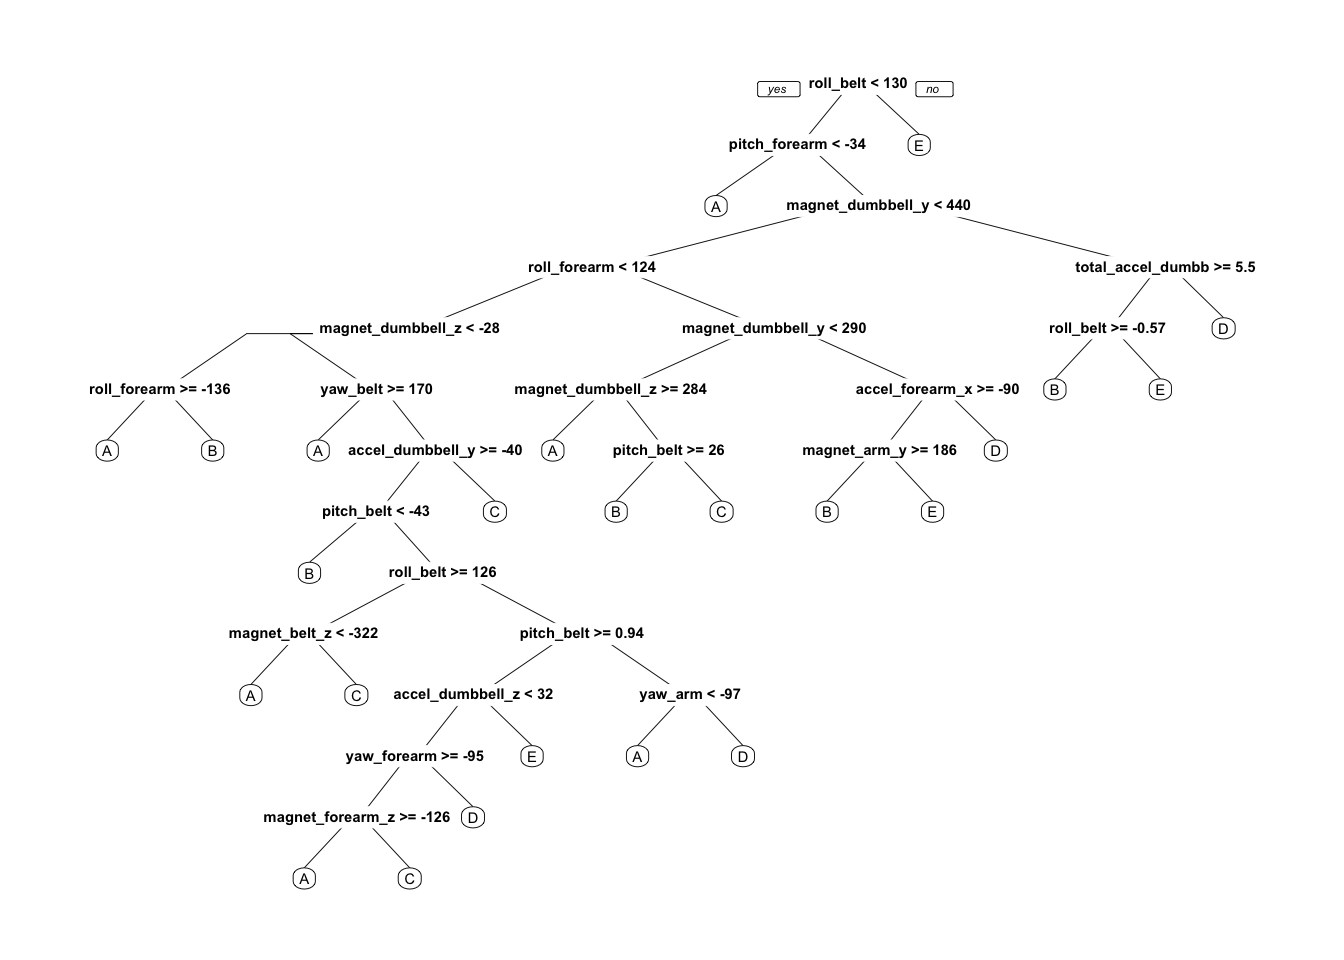 yes roll_belt < 130 no
pitch_forearm < -34 E
A magnet_dumbbell_y < 440
roll_forearm < 124 total_accel_dumbb >= 5.5
magnet_dumbbell_z < -28 magnet_dumbbell_y < 290 roll_belt >= -0.57 D
roll_forearm >= -136 yaw_belt >= 170 magnet_dumbbell_z >= 284 accel_forearm_x >= -90 B E
A B A accel_dumbbell_y >= -40 A pitch_belt >= 26 magnet_arm_y >= 186 D
pitch_belt < -43 C B C B E
B roll_belt >= 126
magnet_belt_z < -322 pitch_belt >= 0.94
A C accel_dumbbell_z < 32 yaw_arm < -97
yaw_forearm >= -95 E A D
magnet_forearm_z >= -126 D
A C